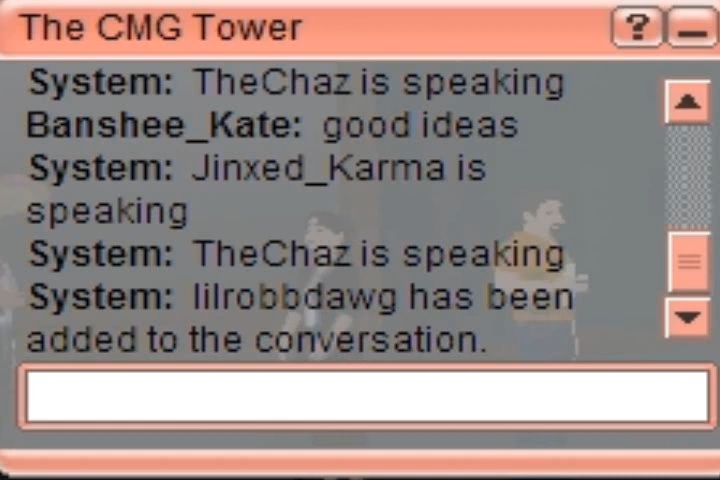 The CMG Tower
?
System: TheChaz is speaking
Banshee_Kate: good ideas
System: Jinxed_Karma is
speaking
System: TheChaz is speaking
System: lilrobbdawg has been
added to the conversation.